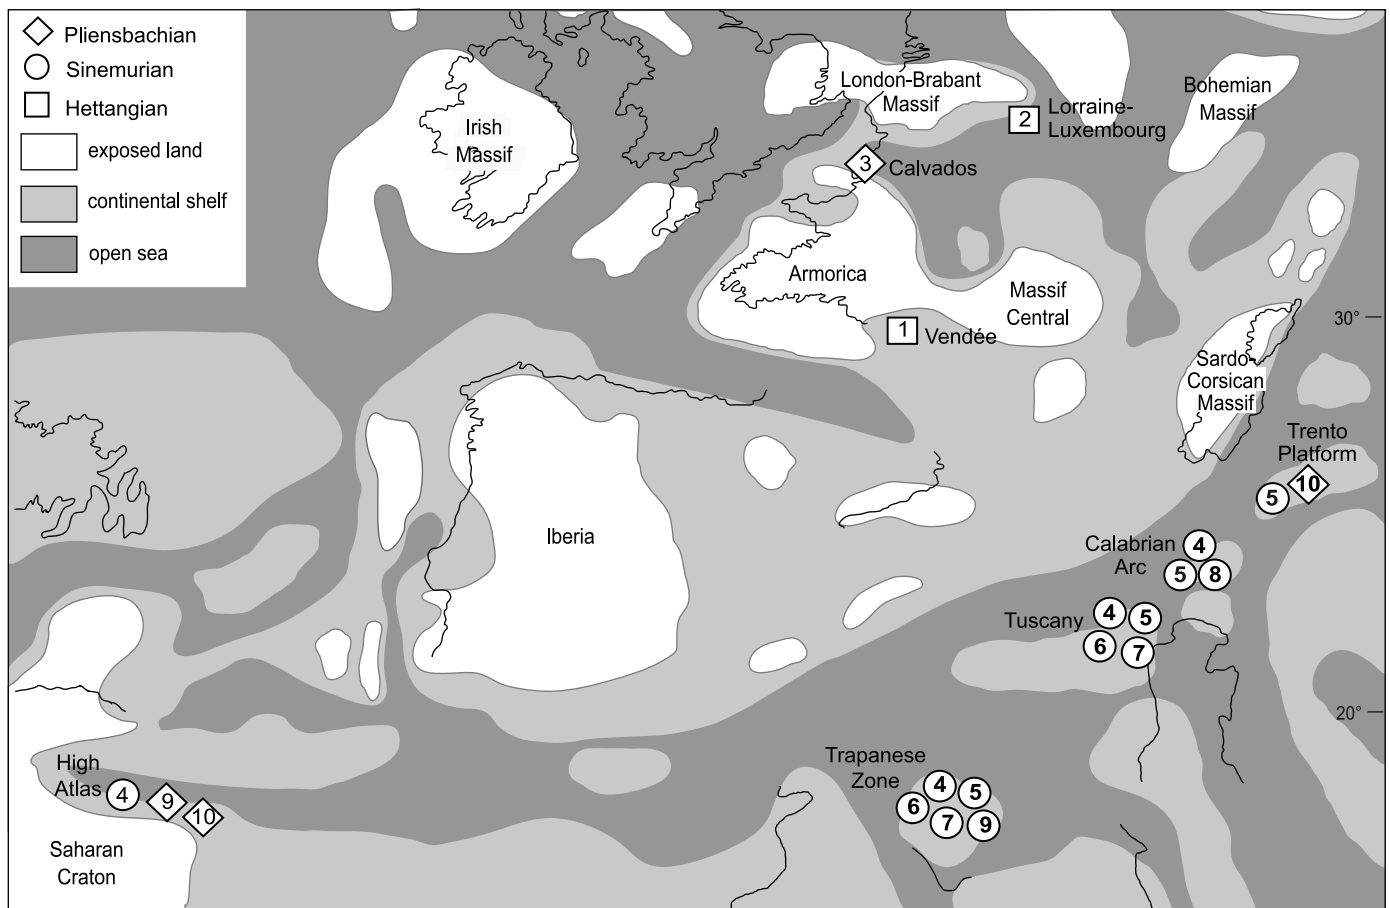 Pliensbachian
Sinemurian
Hettangian
exposed land
continental shelf
open sea
Irish
Massif
London-Brabant
Massif
2
Lorraine-
Luxembourg
Bohemian
Massif
3
Calvados
Armorica
Massif
Central
1
Vendée
30°
Sardo-
Corsican
Massif
Trento
Platform
5
10
Iberia
Calabrian
Arc
4
5
8
Tuscany
4
5
6
7
20°
High
Atlas
4
9
10
Trapanese
Zone
4
5
6
7
9
Saharan
Craton